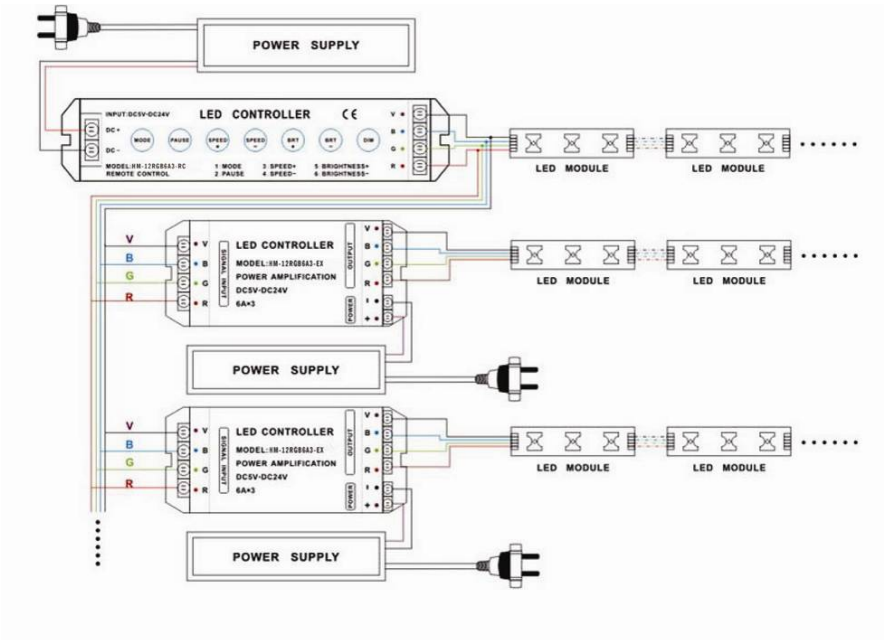 POWER SUPPLY
INPUT:DC5V-DC24V LED CONTROLLER CE V
DC + B
MODE PAUSE SPEED + SPEED − BRT + BRT − DIM
DC − G
MODEL:HM-12RGB6A3-RC 1 MODE 3 SPEED+ 5 BRIGHTNESS+ R
REMOTE CONTROL 2 PAUSE 4 SPEED− 6 BRIGHTNESS−
LED MODULE LED MODULE
V V LED CONTROLLER V
B B MODEL:HM-12RGB6A3-EX B
G G POWER AMPLIFICATION G
DC5V-DC24V R
R R 6A×3 −
+
SIGNAL INPUT
OUTPUT
POWER
LED MODULE LED MODULE
POWER SUPPLY
V V LED CONTROLLER V
B B MODEL:HM-12RGB6A3-EX B
G G POWER AMPLIFICATION G
DC5V-DC24V R
R R 6A×3 −
+
SIGNAL INPUT
OUTPUT
POWER
LED MODULE LED MODULE
POWER SUPPLY